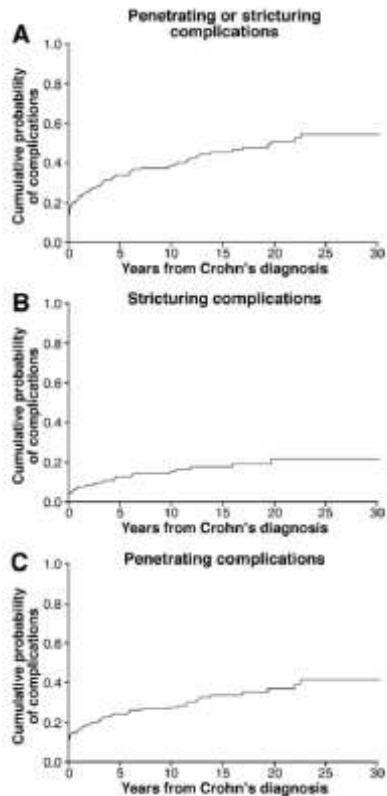 A
Penetrating or stricturing
complications
Cumulative probability
of complications
1.0
0.8
0.6
0.4
0.2
0.0
0 5 10 15 20 25 30
Years from Crohn's diagnosis
B
Stricturing complications
Cumulative probability
of complications
1.0
0.8
0.6
0.4
0.2
0.0
0 5 10 15 20 25 30
Years from Crohn's diagnosis
C
Penetrating complications
Cumulative probability
of complications
1.0
0.8
0.6
0.4
0.2
0.0
0 5 10 15 20 25 30
Years from Crohn's diagnosis